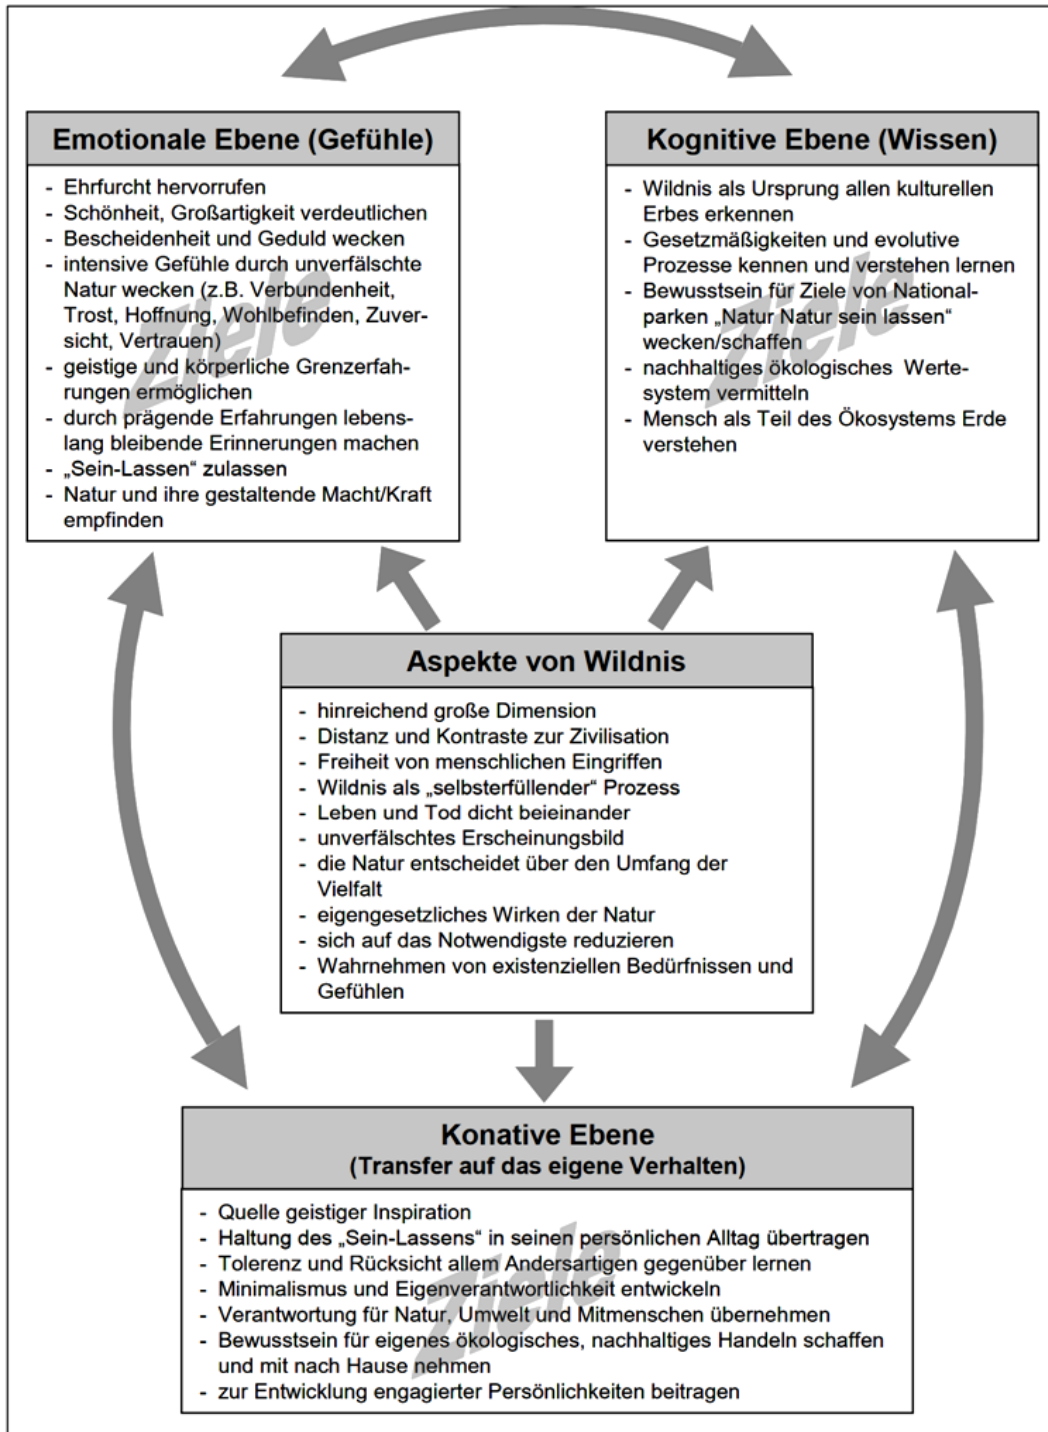 Emotionale Ebene (Gefühle)
- Ehrfurcht hervorrufen
- Schönheit, Großartigkeit verdeutlichen
- Bescheidenheit und Geduld wecken
- intensive Gefühle durch unverfälschte
Natur wecken (z.B. Verbundenheit,
Trost, Hoffnung, Wohlbefinden, Zuver-
sicht, Vertrauen)
- geistige und körperliche Grenzerfah-
rungen ermöglichen
- durch prägende Erfahrungen lebens-
lang bleibende Erinnerungen machen
- „Sein-Lassen“ zulassen
- Natur und ihre gestaltende Macht/Kraft
empfinden
Ziele
Kognitive Ebene (Wissen)
- Wildnis als Ursprung allen kulturellen
Erbes erkennen
- Gesetzmäßigkeiten und evolutive
Prozesse kennen und verstehen lernen
- Bewusstsein für Ziele von National-
parken „Natur Natur sein lassen“
wecken/schaffen
- nachhaltiges ökologisches Werte-
system vermitteln
- Mensch als Teil des Ökosystems Erde
verstehen
Ziele
Aspekte von Wildnis
- hinreichend große Dimension
- Distanz und Kontraste zur Zivilisation
- Freiheit von menschlichen Eingriffen
- Wildnis als „selbsterfüllender“ Prozess
- Leben und Tod dicht beieinander
- unverfälschtes Erscheinungsbild
- die Natur entscheidet über den Umfang der
Vielfalt
- eigengesetzliches Wirken der Natur
- sich auf das Notwendigste reduzieren
- Wahrnehmen von existenziellen Bedürfnissen und
Gefühlen
Konative Ebene
(Transfer auf das eigene Verhalten)
- Quelle geistiger Inspiration
- Haltung des „Sein-Lassens“ in seinen persönlichen Alltag übertragen
- Tolerenz und Rücksicht allem Andersartigen gegenüber lernen
- Minimalismus und Eigenverantwortlichkeit entwickeln
- Verantwortung für Natur, Umwelt und Mitmenschen übernehmen
- Bewusstsein für eigenes ökologisches, nachhaltiges Handeln schaffen
und mit nach Hause nehmen
- zur Entwicklung engagierter Persönlichkeiten beitragen
Ziele